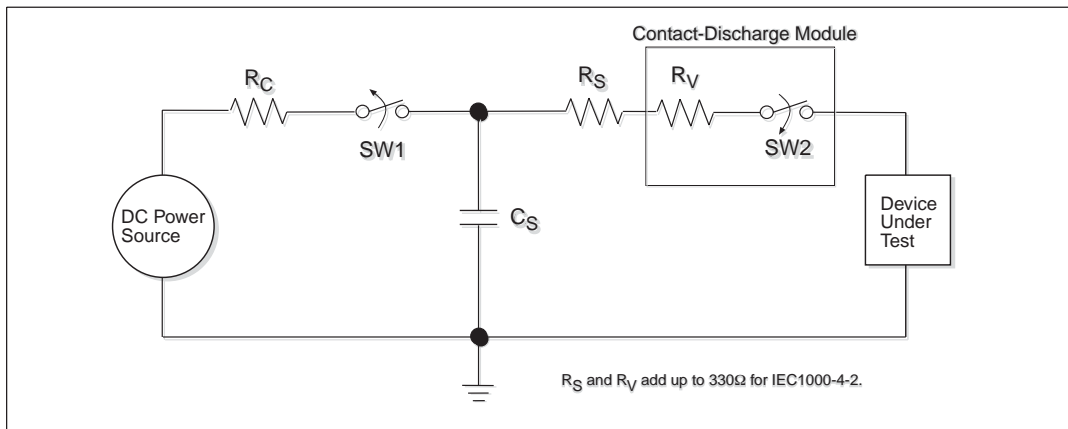 Contact-Discharge Module
RC
RS
RV
SW1
SW2
DC Power
Source
CS
Device
Under
Test
RS and RV add up to 330Ω for IEC1000-4-2.